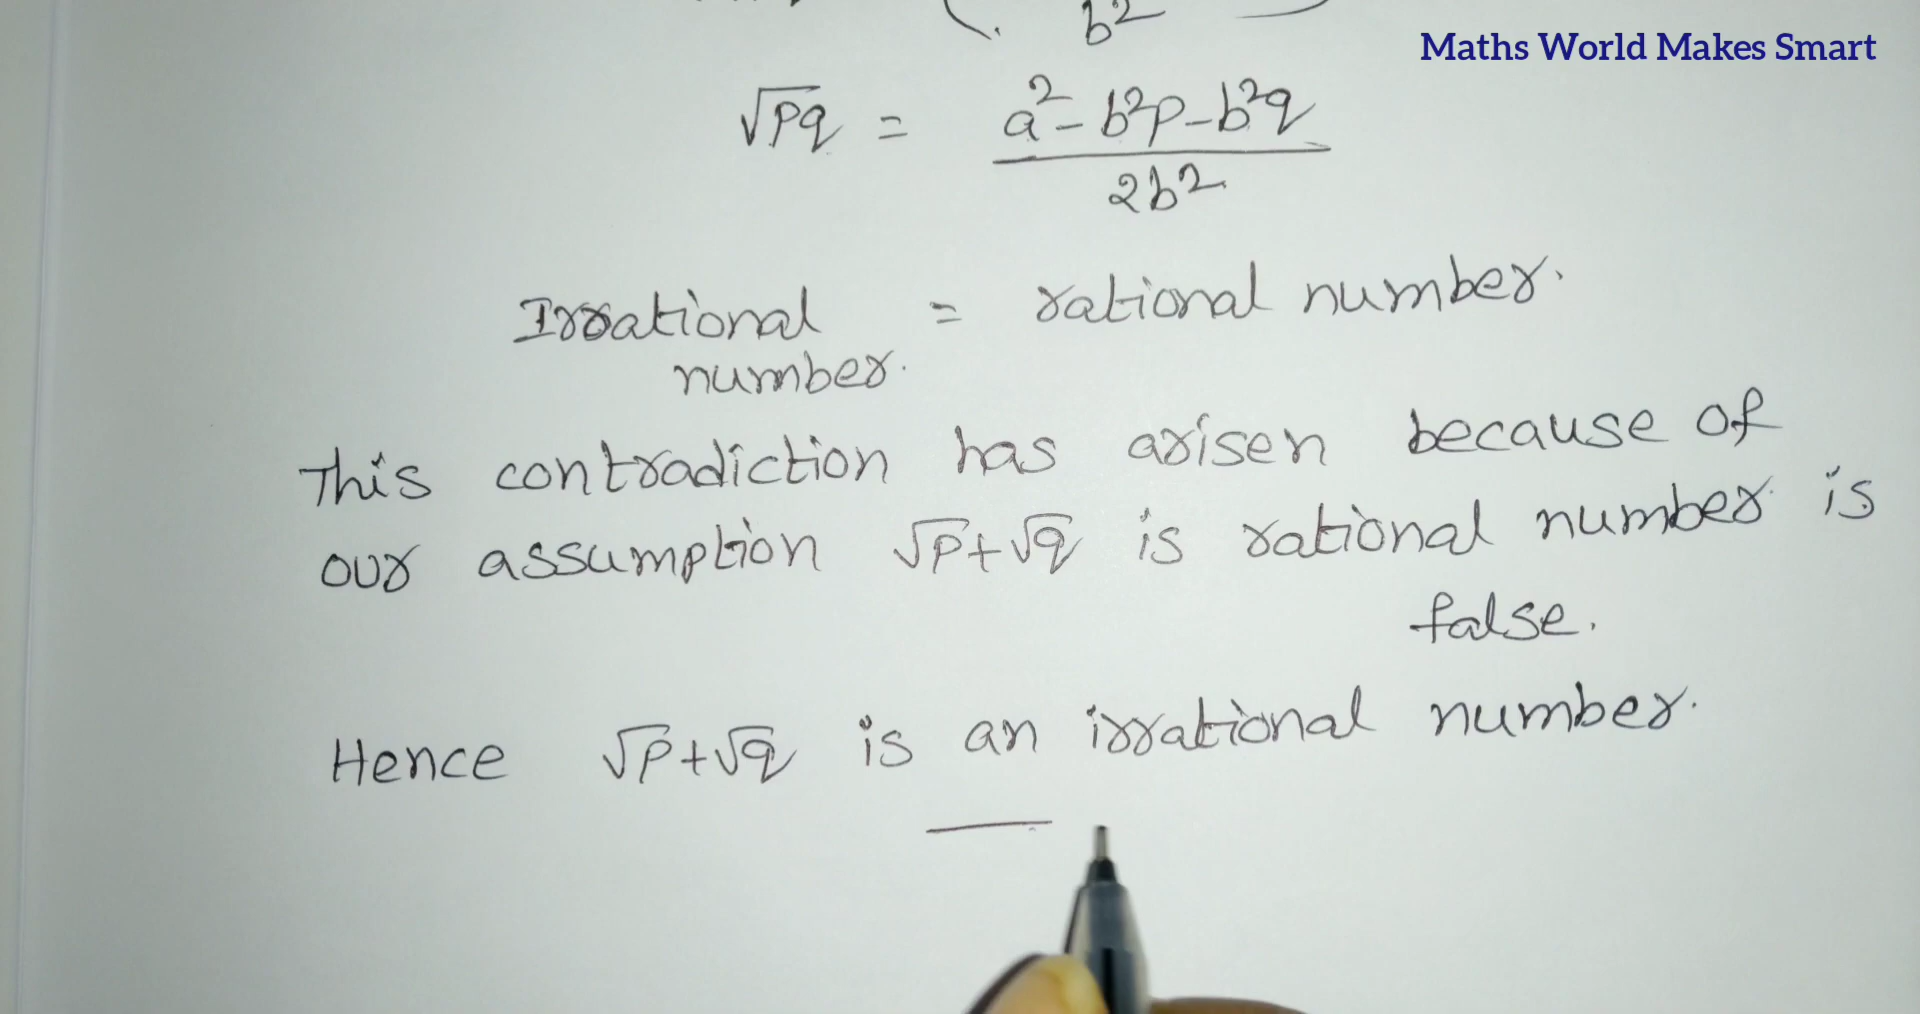 b²
Maths World Makes Smart
√pq = a² - b²p - b²q
2b²
Irrational = rational number.
number.
This contradiction has arisen because of
our assumption √p+√q is rational number is
false.
Hence √p+√q is an irrational number.